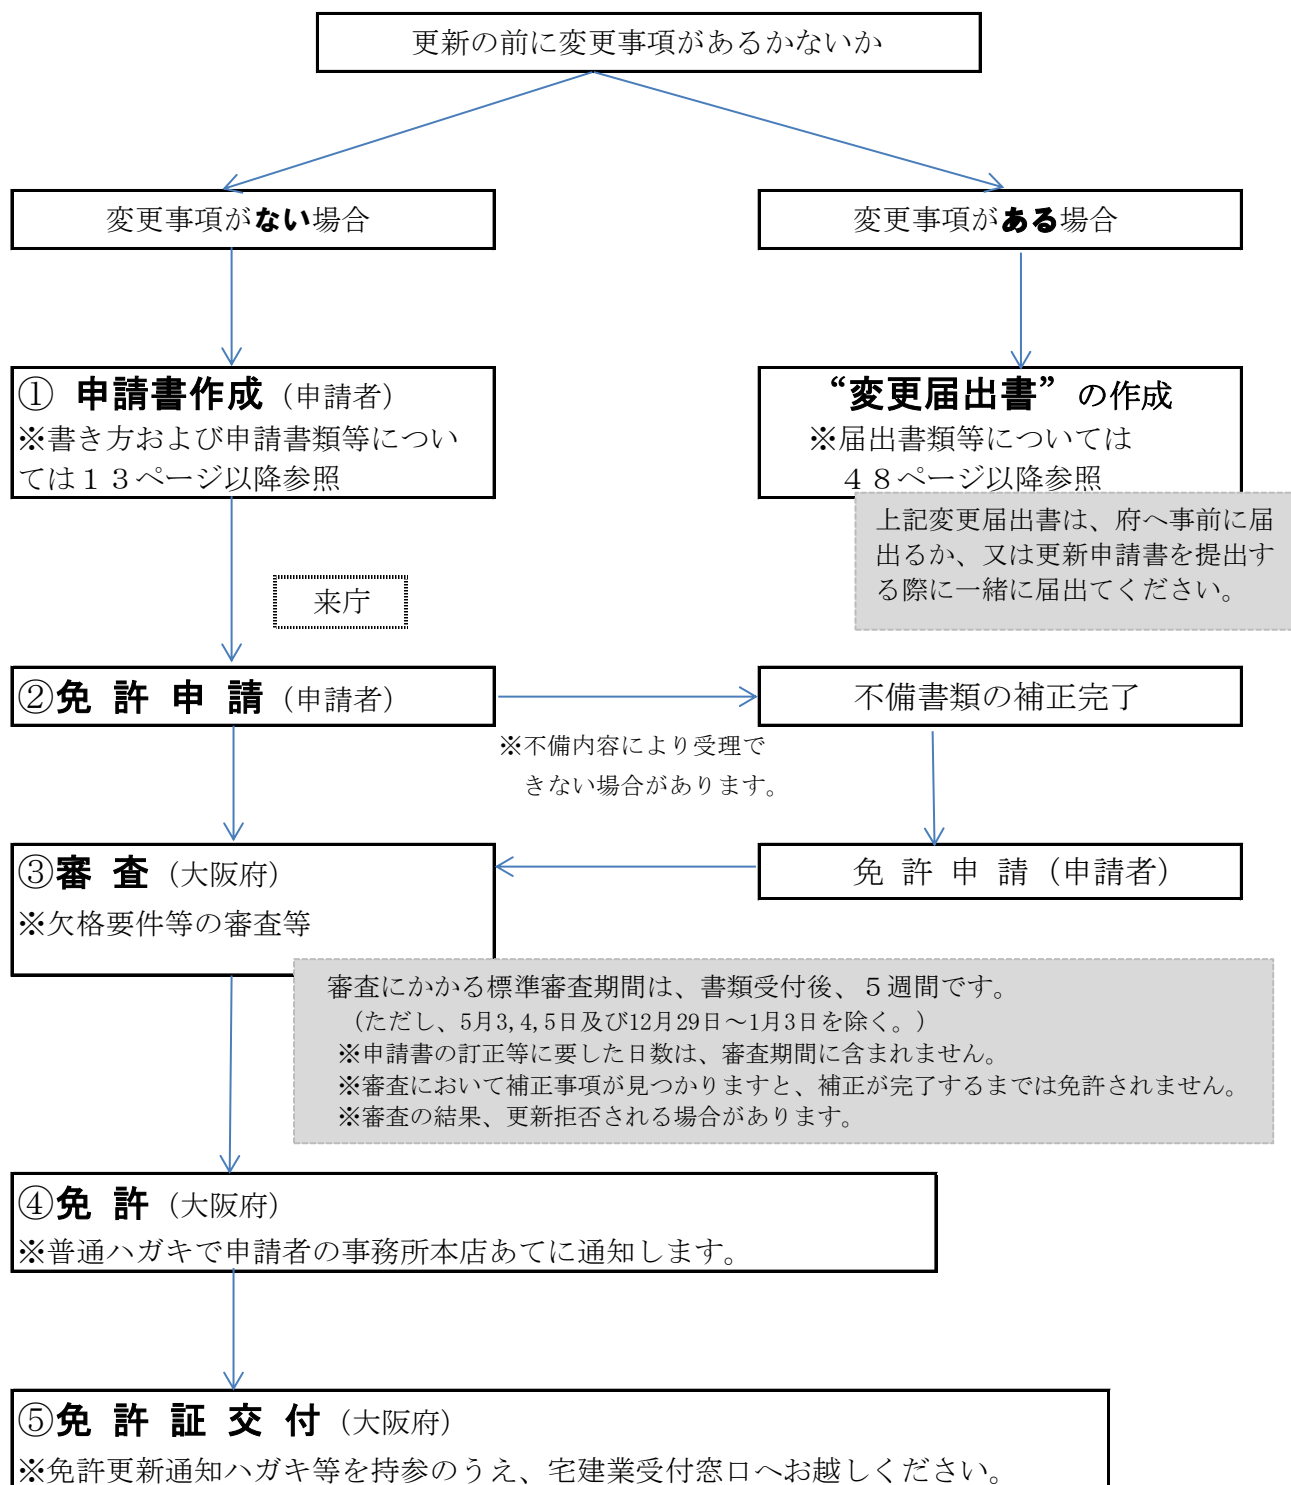 更新の前に変更事項があるかないか
変更事項がない場合
変更事項がある場合
① 申請書作成（申請者）
※書き方および申請書類等につい
ては１３ページ以降参照
“変更届出書”の作成
※届出書類等については
４８ページ以降参照
上記変更届出書は、府へ事前に届
出るか、又は更新申請書を提出す
る際に一緒に届出てください。
来庁
②免 許 申 請（申請者）
不備書類の補正完了
※不備内容により受理で
きない場合があります。
③審 査（大阪府）
※欠格要件等の審査等
免 許 申 請（申請者）
審査にかかる標準審査期間は、書類受付後、５週間です。
（ただし、5月3,4,5日及び12月29日～1月3日を除く。）
※申請書の訂正等に要した日数は、審査期間に含まれません。
※審査において補正事項が見つかりますと、補正が完了するまでは免許されません。
※審査の結果、更新拒否される場合があります。
④免 許（大阪府）
※普通ハガキで申請者の事務所本店あてに通知します。
⑤免 許 証 交 付（大阪府）
※免許更新通知ハガキ等を持参のうえ、宅建業受付窓口へお越しください。